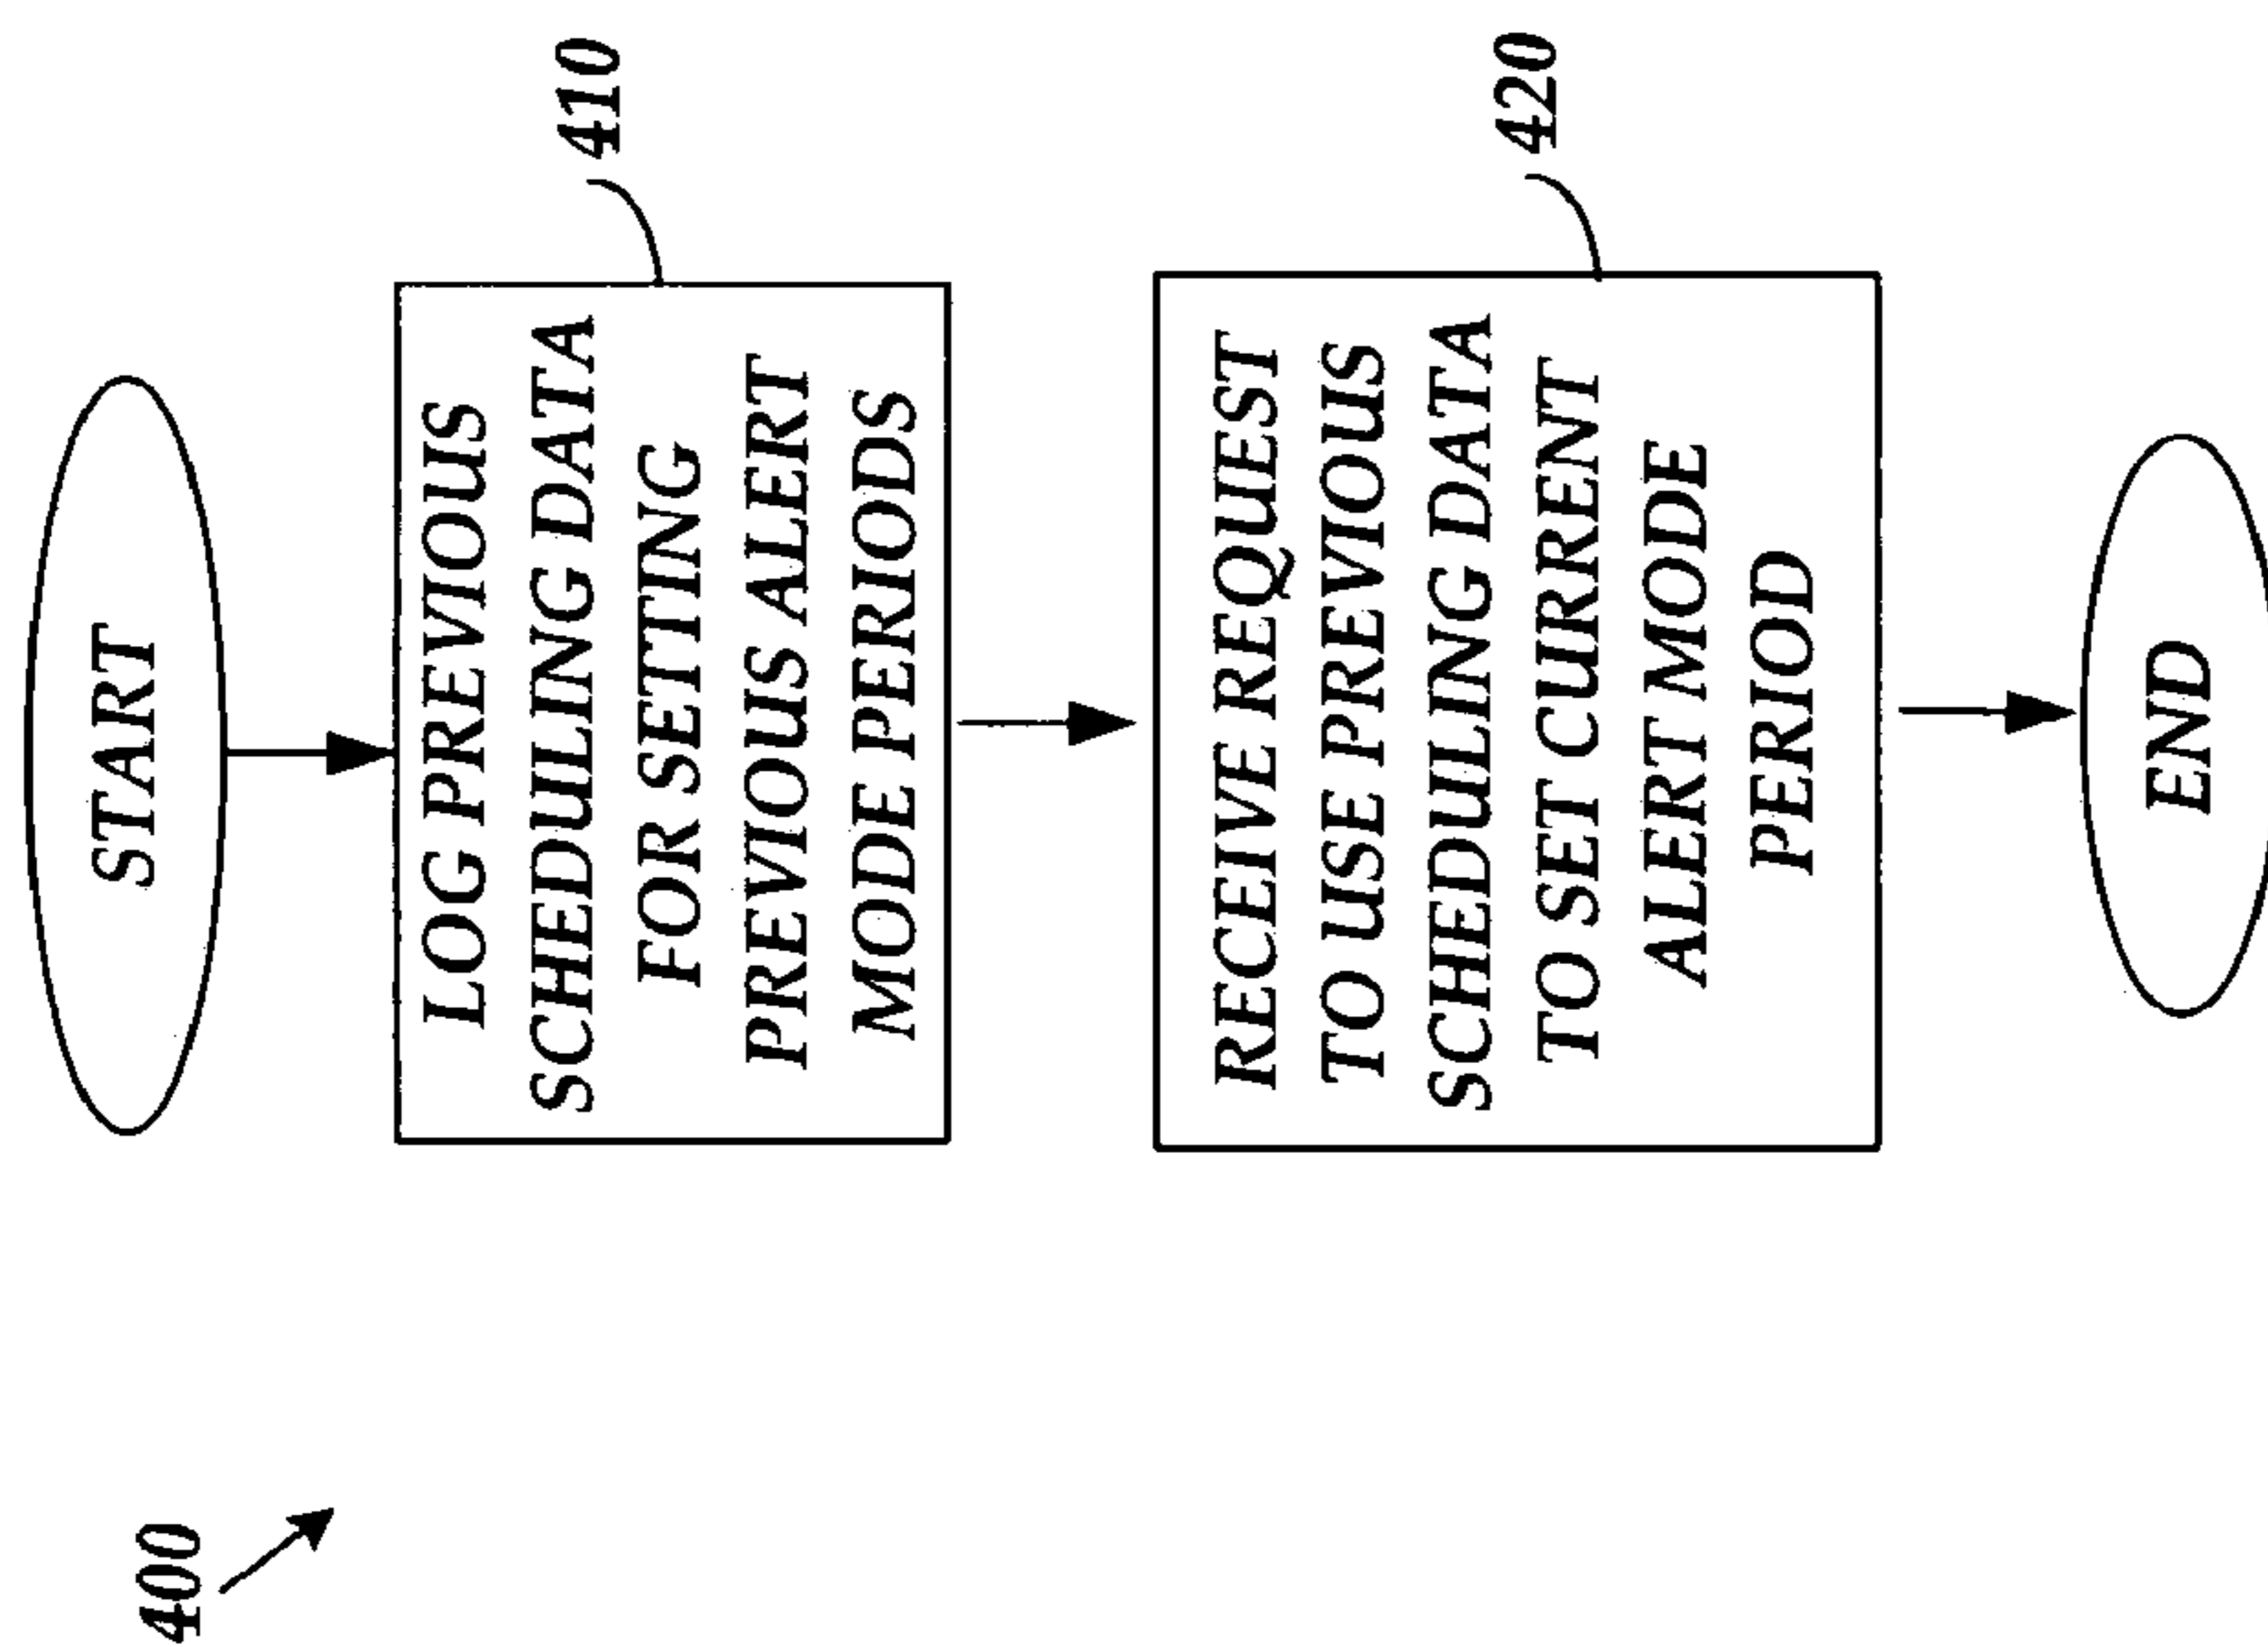 400
START
LOG PREVIOUS
SCHEDULING DATA
FOR SETTING
PREVIOUS ALERT
MODE PERIODS
410
RECEIVE REQUEST
TO USE PREVIOUS
SCHEDULING DATA
TO SET CURRENT
ALERT MODE
PERIOD
420
END